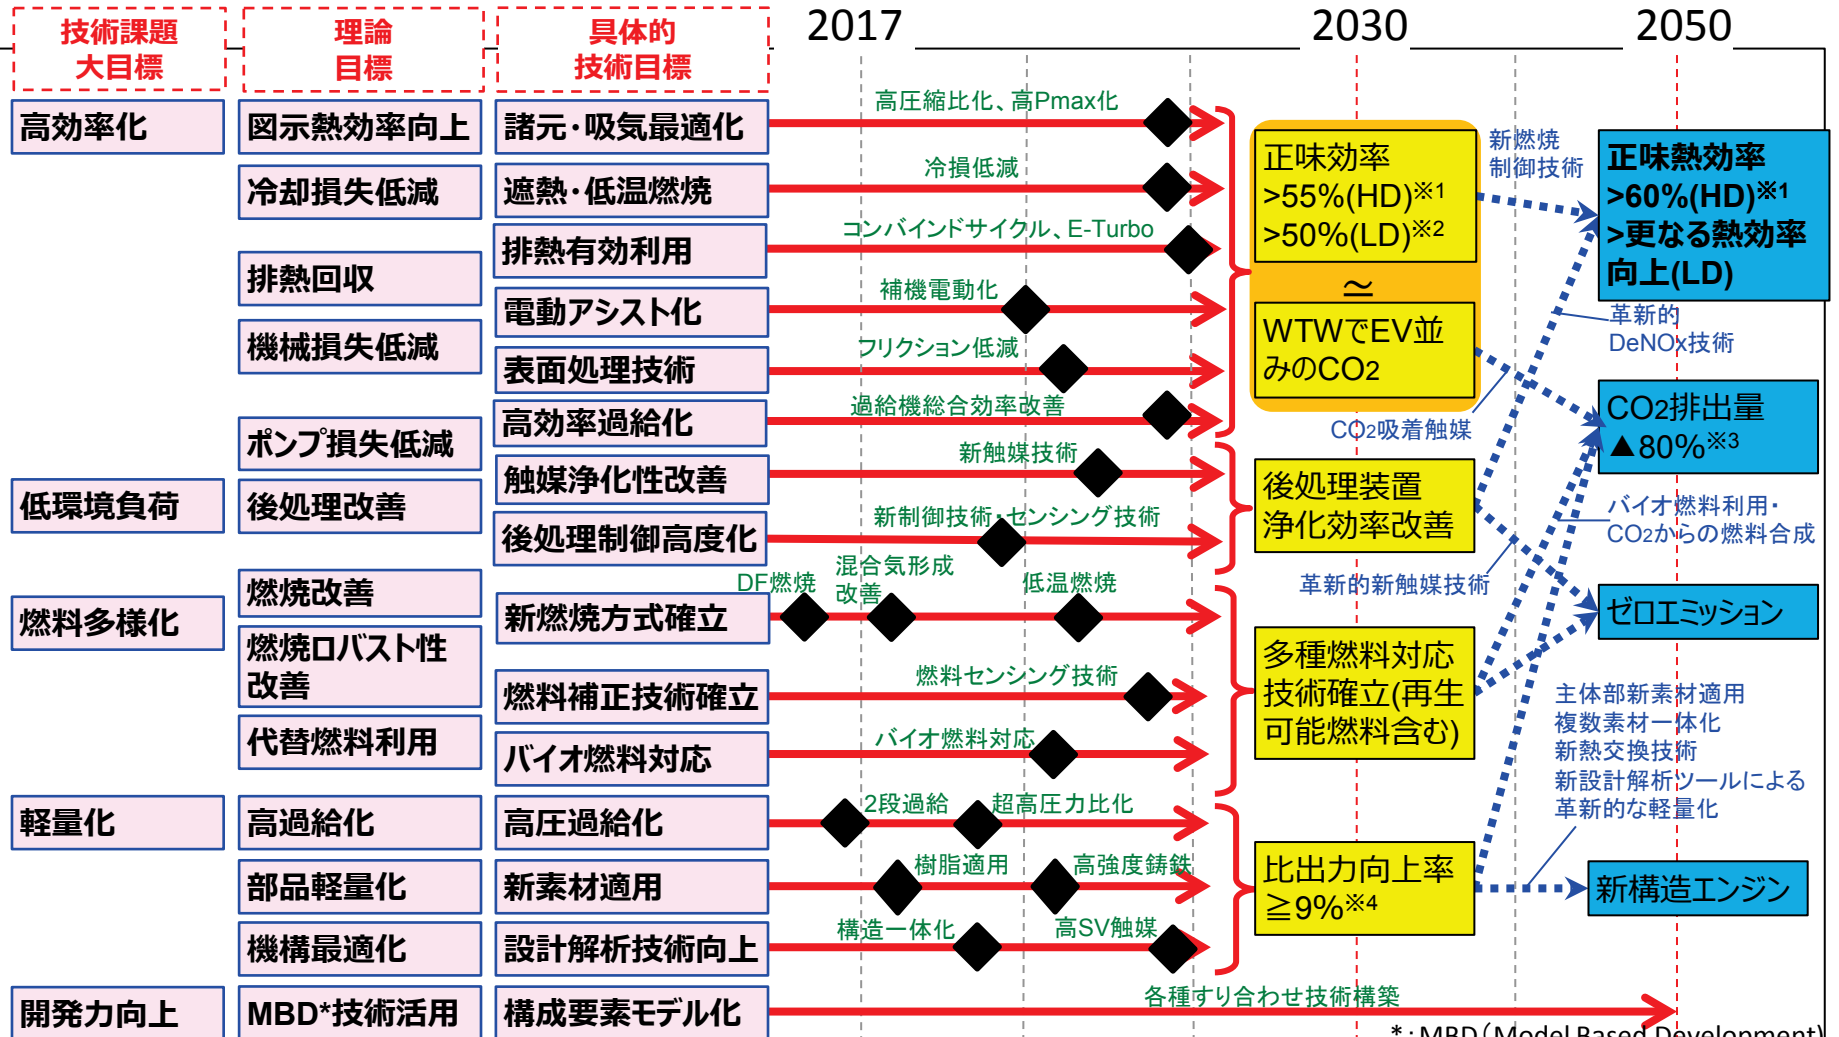 技術課題
大目標
理論
目標
具体的
技術目標
2017
2030
2050
高効率化
図示熱効率向上
諸元・吸気最適化
高圧縮比化、高Pmax化
冷却損失低減
遮熱・低温燃焼
冷損低減
排熱回収
排熱有効利用
コンバインドサイクル、E-Turbo
機械損失低減
電動アシスト化
補機電動化
表面処理技術
フリクション低減
ポンプ損失低減
高効率過給化
過給機総合効率改善
低環境負荷
後処理改善
触媒浄化性改善
新触媒技術
後処理制御高度化
新制御技術・センシング技術
燃料多様化
燃焼改善
新燃焼方式確立
DF燃焼
混合気形成
改善
低温燃焼
燃焼ロバスト性
改善
燃料補正技術確立
燃料センシング技術
代替燃料利用
バイオ燃料対応
バイオ燃料対応
軽量化
高過給化
高圧過給化
2段過給
超高圧力比化
部品軽量化
新素材適用
樹脂適用
高強度鋳鉄
機構最適化
設計解析技術向上
構造一体化
高SV触媒
開発力向上
MBD*技術活用
構成要素モデル化
各種すり合わせ技術構築
正味効率
>55%(HD)※1
>50%(LD)※2
≃
WTWでEV並
みのCO2
後処理装置
浄化効率改善
多種燃料対応
技術確立(再生
可能燃料含む)
比出力向上率
≧9%※4
新燃焼
制御技術
革新的
DeNOx技術
CO2吸着触媒
バイオ燃料利用・
CO2からの燃料合成
革新的新触媒技術
主体部新素材適用
複数素材一体化
新熱交換技術
新設計解析ツールによる
革新的な軽量化
正味熱効率
>60%(HD)※1
>更なる熱効率
向上(LD)
CO2排出量
▲80%※3
ゼロエミッション
新構造エンジン
*：MBD（Model Based Development)